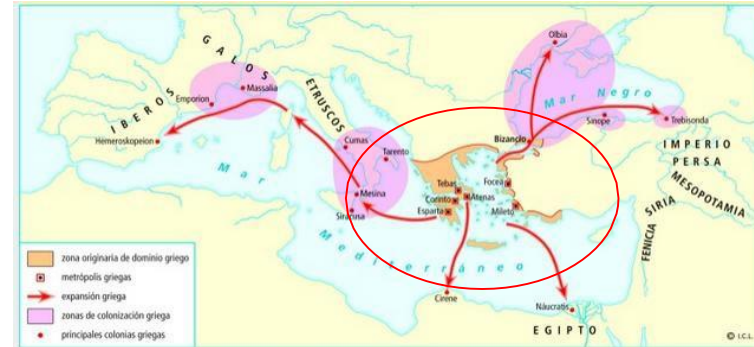 GALOS
IBEROS
ETRUSCOS
Massalia
Emporion
Hemeroskopeion
Cumas
Tarento
Mesina
Siracusa
Olbia
Mar Negro
Sinope
Trebisonda
Bizancio
IMPERIO
PERSA
MESOPOTAMIA
SIRIA
FENICIA
Tebas
Focea
Corinto
Atenas
Esparta
Mileto
Mar Mediterráneo
Cirene
Náucratis
EGIPTO
zona originaria de dominio griego
metrópolis griegas
expansión griega
zonas de colonización griega
principales colonias griegas
© I.C.L.